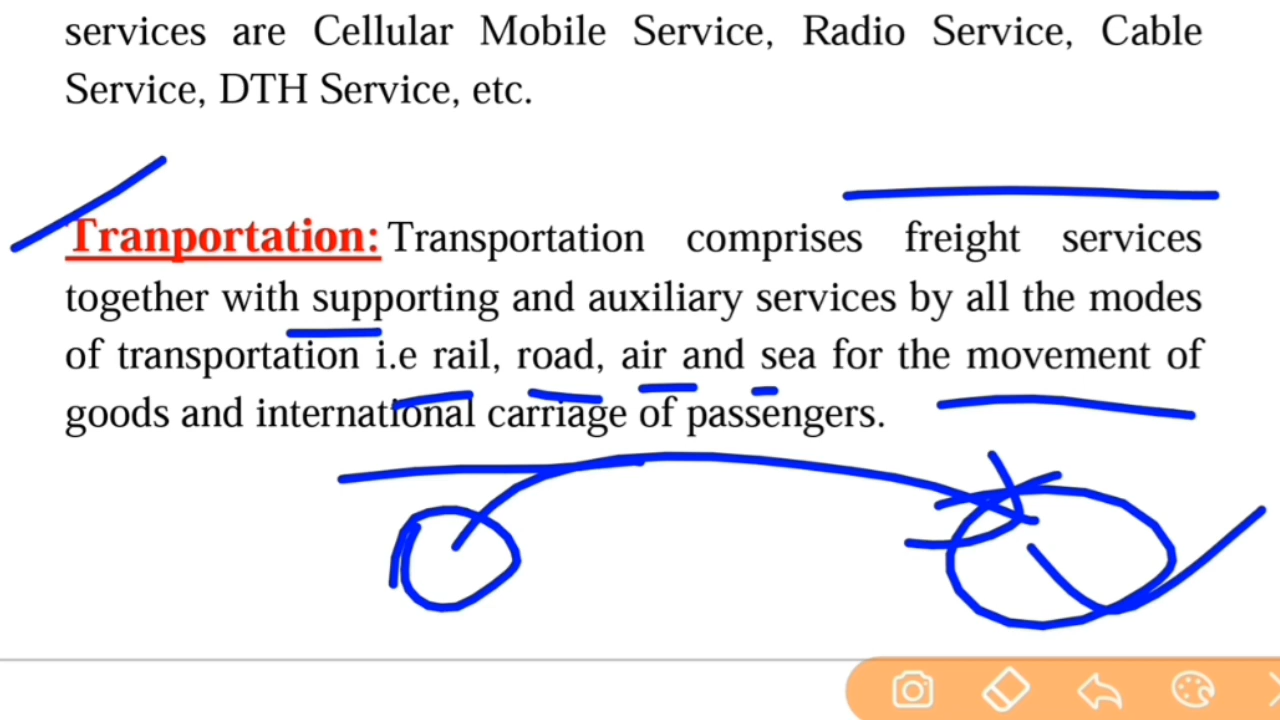 services are Cellular Mobile Service, Radio Service, Cable
Service, DTH Service, etc.
Tranportation: Transportation comprises freight services
together with supporting and auxiliary services by all the modes
of transportation i.e rail, road, air and sea for the movement of
goods and international carriage of passengers.